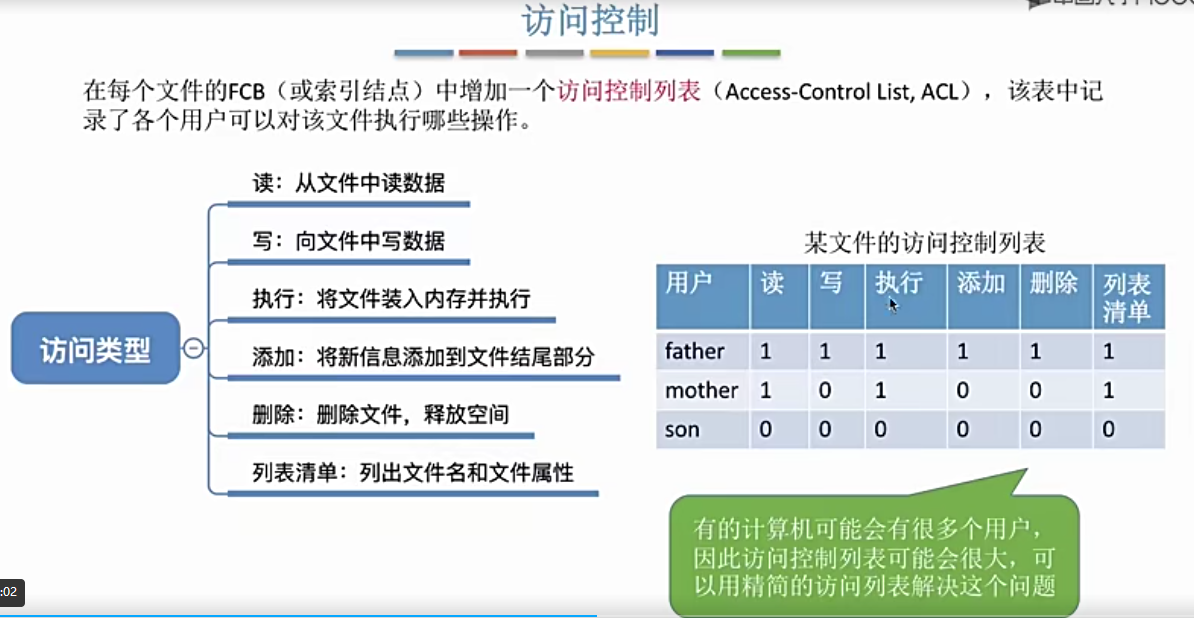 访问控制
在每个文件的FCB（或索引结点）中增加一个访问控制列表（Access-Control List, ACL），该表中记
录了各个用户可以对该文件执行哪些操作。
访问类型
读：从文件中读数据
写：向文件中写数据
执行：将文件装入内存并执行
添加：将新信息添加到文件结尾部分
删除：删除文件，释放空间
列表清单：列出文件名和文件属性
某文件的访问控制列表
用户 读 写 执行 添加 删除 列表
清单
father 1 1 1 1 1 1
mother 1 0 1 0 0 1
son 0 0 0 0 0 0
有的计算机可能会有很多个用户，
因此访问控制列表可能会很大，可
以用精简的访问列表解决这个问题
:02